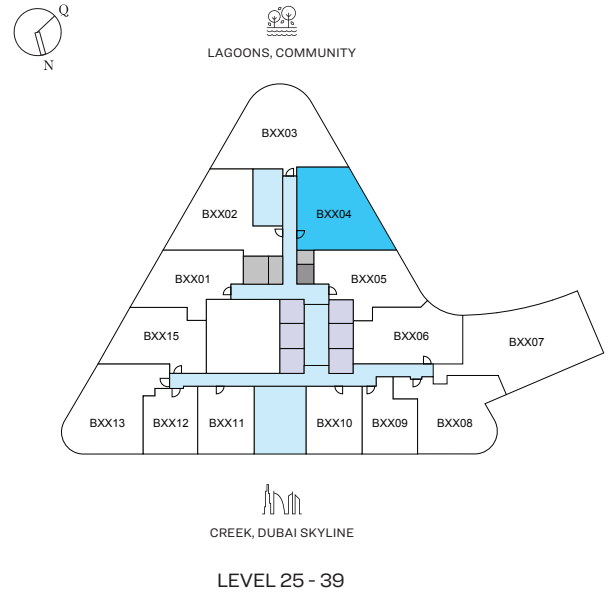 Q
N
LAGOONS, COMMUNITY
BXX03
BXX02
BXX04
BXX01
BXX05
BXX15
BXX06
BXX07
BXX13
BXX12
BXX11
BXX10
BXX09
BXX08
CREEK, DUBAI SKYLINE
LEVEL 25 - 39